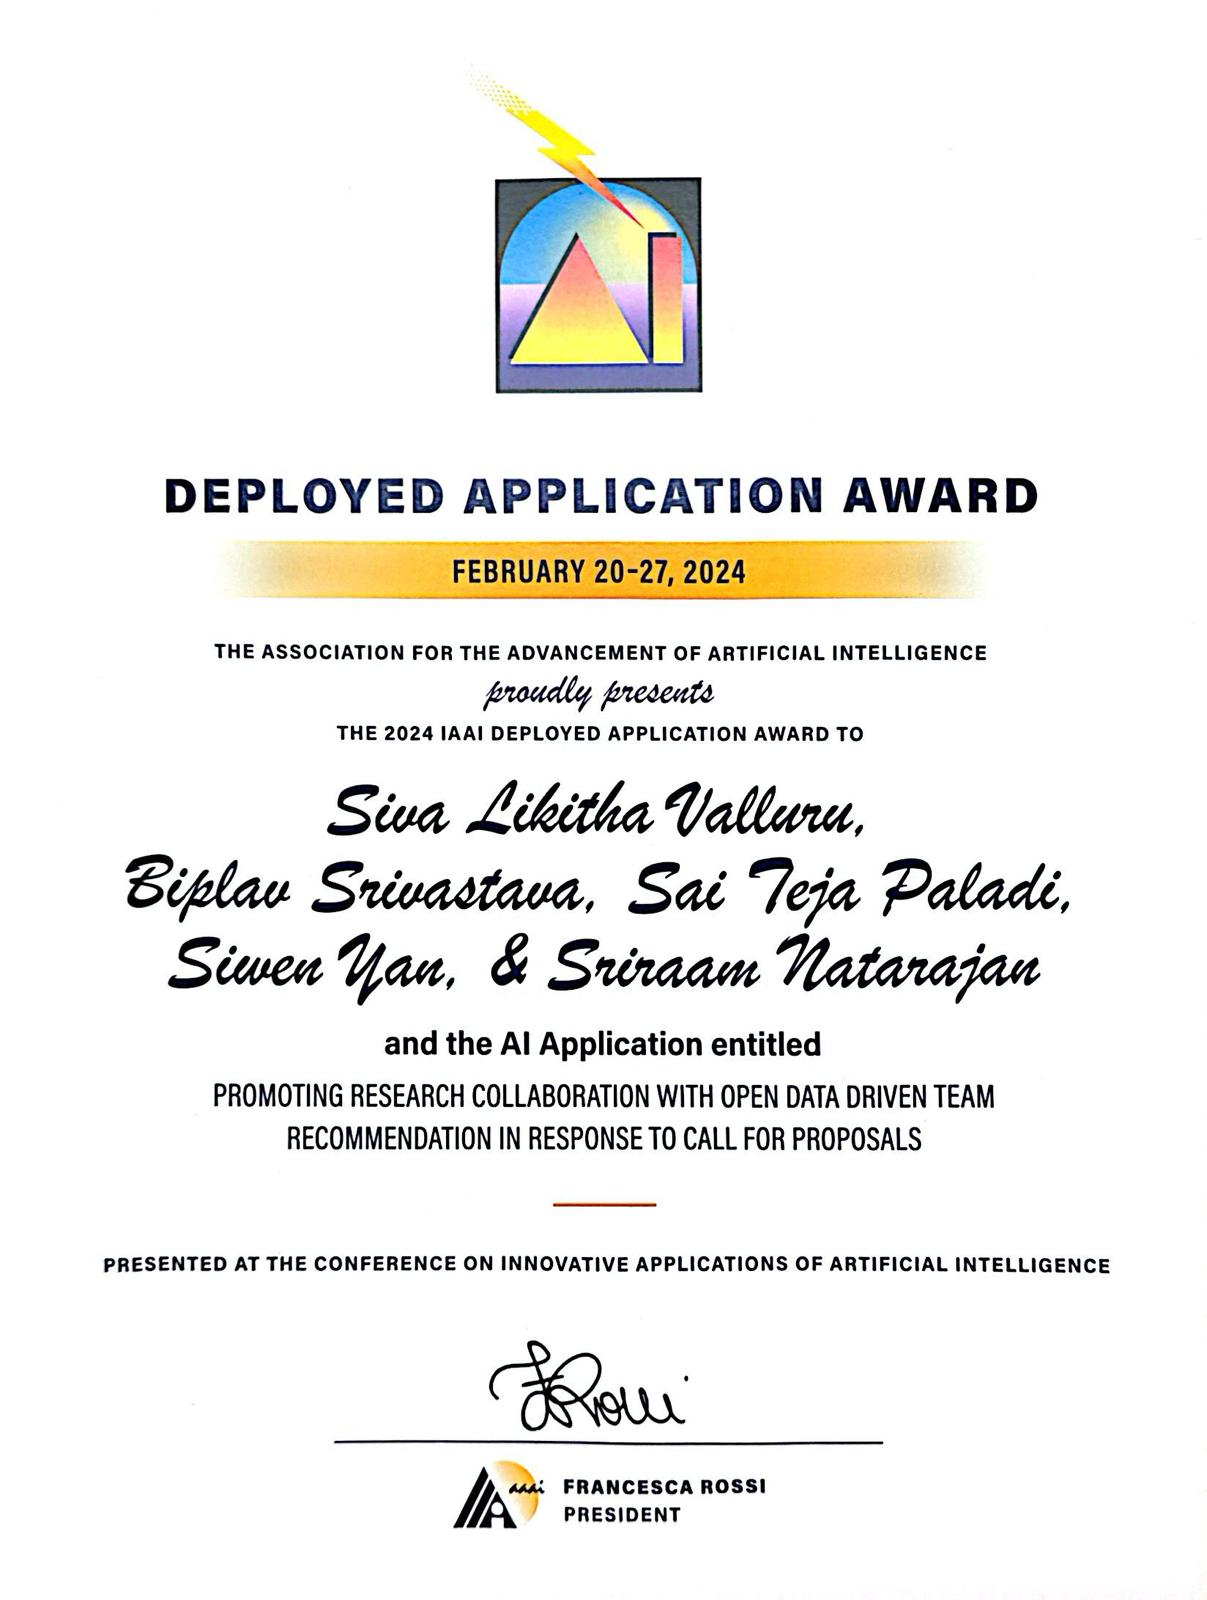 AI
DEPLOYED APPLICATION AWARD
FEBRUARY 20-27, 2024
THE ASSOCIATION FOR THE ADVANCEMENT OF ARTIFICIAL INTELLIGENCE
proudly presents
THE 2024 IAAI DEPLOYED APPLICATION AWARD TO
Siva Likitha Valluru,
Biplav Srivastava, Sai Teja Paladi,
Siwen Yan, & Sriraam Natarajan
and the AI Application entitled
PROMOTING RESEARCH COLLABORATION WITH OPEN DATA DRIVEN TEAM
RECOMMENDATION IN RESPONSE TO CALL FOR PROPOSALS
PRESENTED AT THE CONFERENCE ON INNOVATIVE APPLICATIONS OF ARTIFICIAL INTELLIGENCE
FRossi
aaai
FRANCESCA ROSSI
PRESIDENT